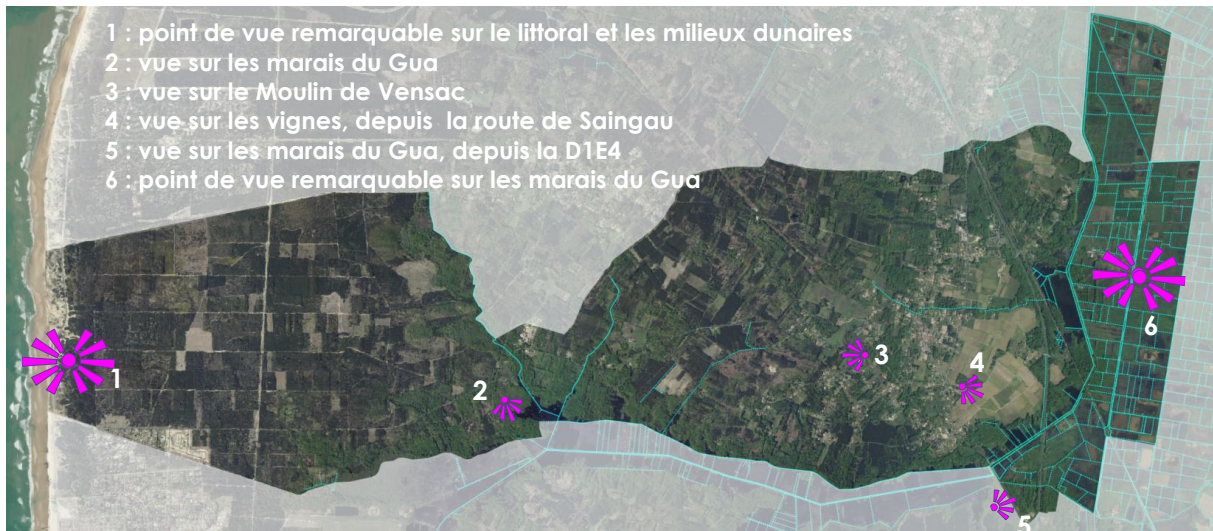 1 : point de vue remarquable sur le littoral et les milieux dunaires
2 : vue sur les marais du Gua
3 : vue sur le Moulin de Vensac
4 : vue sur les vignes, depuis la route de Saingau
5 : vue sur les marais du Gua, depuis la D1E4
6 : point de vue remarquable sur les marais du Gua
1
2
3
4
5
6